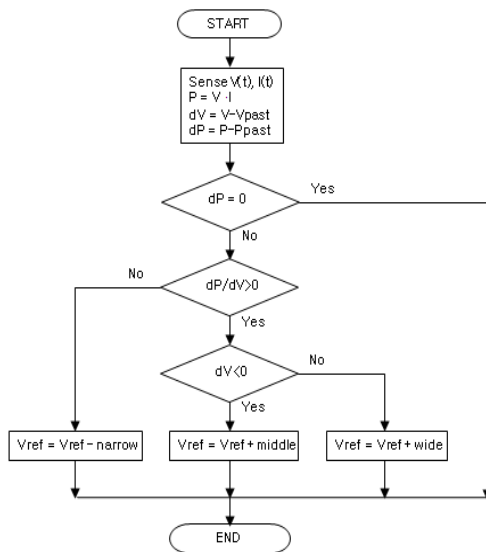 START
Sense V(t), I(t)
P = V · I
dV = V-Vpast
dP = P-Ppast
dP = 0
Yes
No
dP/dV>0
No
Yes
dV<0
No
Yes
Vref = Vref-narrow
Vref = Vref+middle
Vref = Vref+wide
END